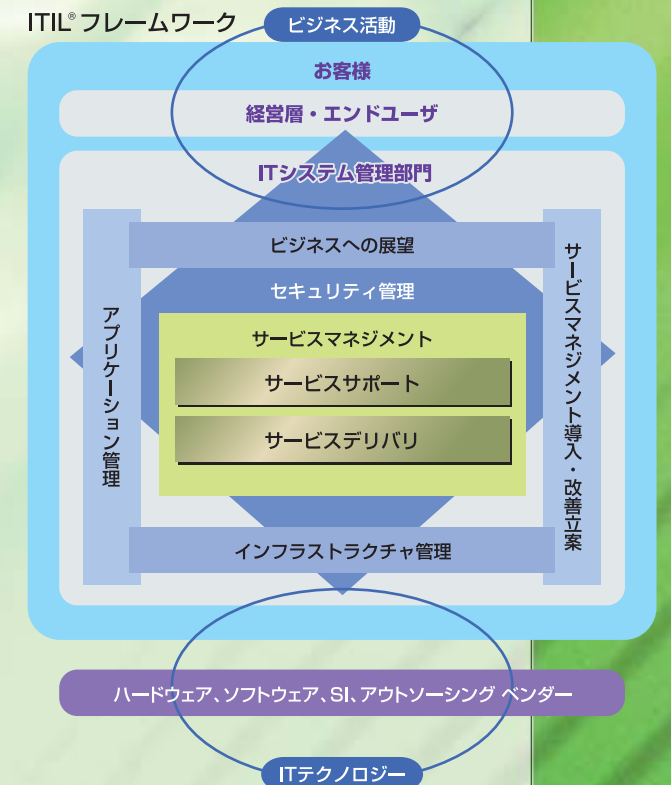 ITIL®フレームワーク
ビジネス活動
お客様
経営層・エンドユーザ
ITシステム管理部門
ビジネスへの展望
セキュリティ管理
サービスマネジメント
サービスサポート
サービスデリバリ
アプリケーション管理
サービスマネジメント導入・改善立案
インフラストラクチャ管理
ハードウェア、ソフトウェア、SI、アウトソーシング ベンダー
ITテクノロジー